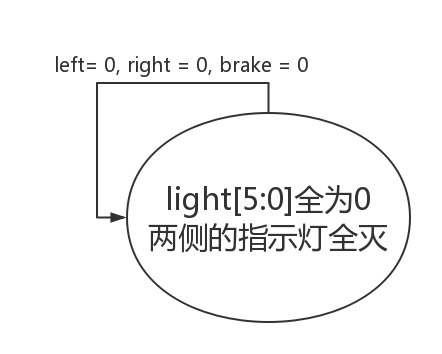 left= 0, right = 0, brake = 0
light[5:0]全为0
两侧的指示灯全灭